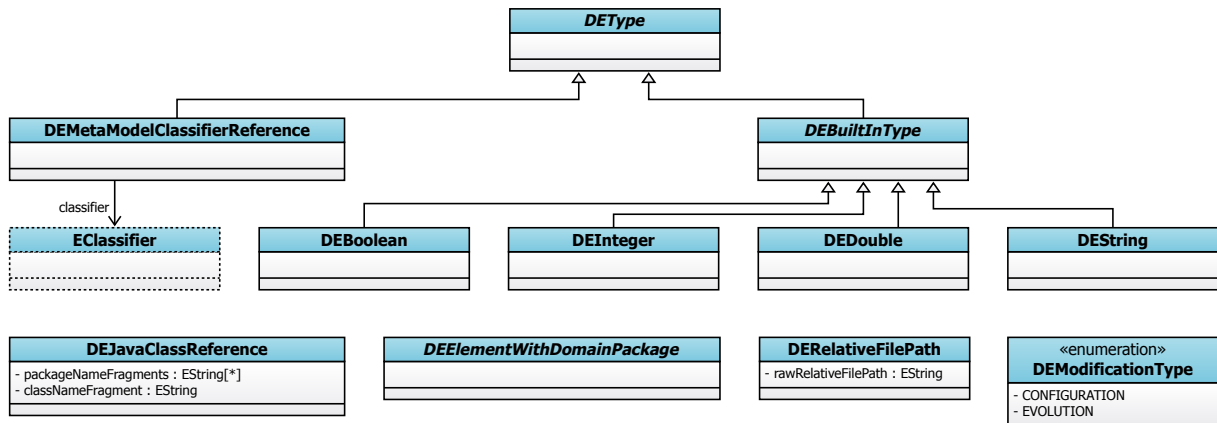 DEType
DEMetaModelClassifierReference
DEBuiltInType
classifier
EClassifier
DEBoolean
DEInteger
DEDouble
DEString
DEJavaClassReference
- packageNameFragments : EString[*]
- classNameFragment : EString
DEElementWithDomainPackage
DERelativeFilePath
- rawRelativeFilePath : EString
«enumeration»
DEModificationType
- CONFIGURATION
- EVOLUTION